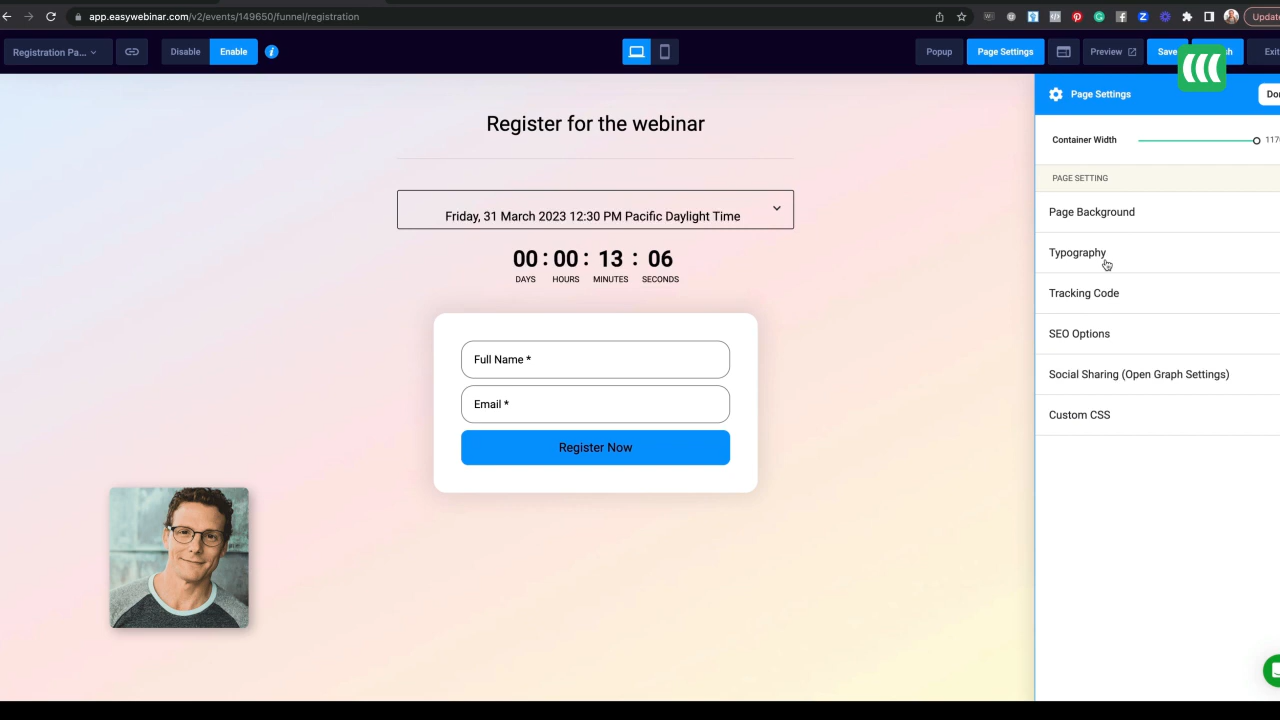 app.easywebinar.com/v2/events/149650/funnel/registration
Registration Pa...
Disable
Enable
Popup
Page Settings
Preview
Save
Exit
Register for the webinar
Friday, 31 March 2023 12:30 PM Pacific Daylight Time
00 : 00 : 13 : 06
DAYS HOURS MINUTES SECONDS
Full Name *
Email *
Register Now
Page Settings
Container Width
PAGE SETTING
Page Background
Typography
Tracking Code
SEO Options
Social Sharing (Open Graph Settings)
Custom CSS